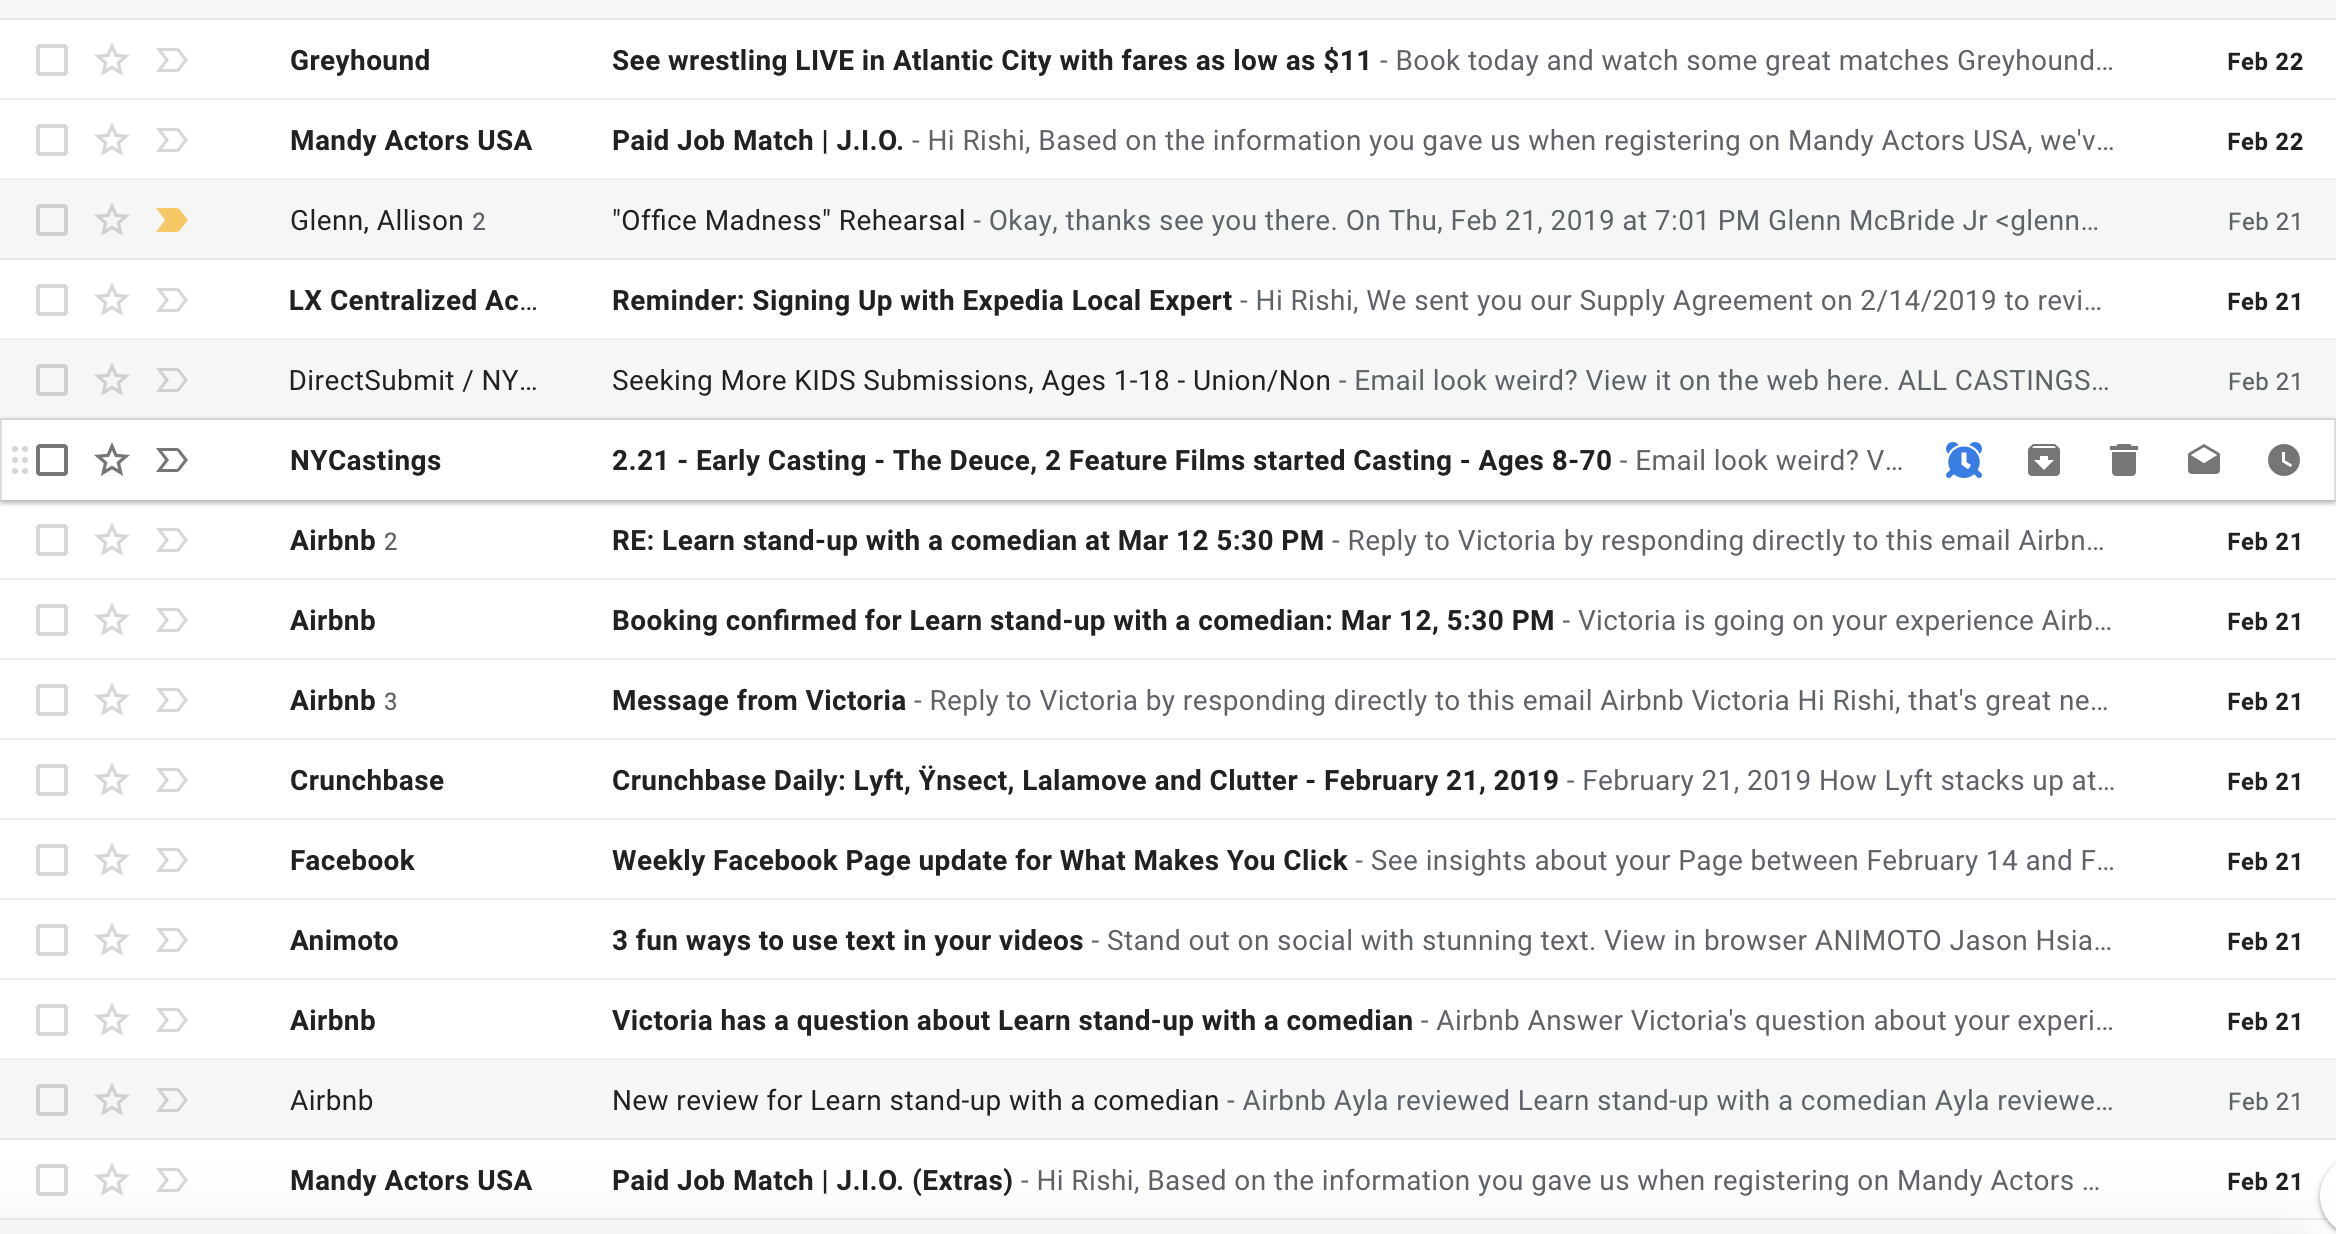 Greyhound See wrestling LIVE in Atlantic City with fares as low as $11 - Book today and watch some great matches Greyhound... Feb 22
Mandy Actors USA Paid Job Match | J.I.O. - Hi Rishi, Based on the information you gave us when registering on Mandy Actors USA, we'v... Feb 22
Glenn, Allison 2 "Office Madness" Rehearsal - Okay, thanks see you there. On Thu, Feb 21, 2019 at 7:01 PM Glenn McBride Jr <glenn... Feb 21
LX Centralized Ac... Reminder: Signing Up with Expedia Local Expert - Hi Rishi, We sent you our Supply Agreement on 2/14/2019 to revi... Feb 21
DirectSubmit / NY... Seeking More KIDS Submissions, Ages 1-18 - Union/Non - Email look weird? View it on the web here. ALL CASTINGS... Feb 21
NYCastings 2.21 - Early Casting - The Deuce, 2 Feature Films started Casting - Ages 8-70 - Email look weird? V...
Airbnb 2 RE: Learn stand-up with a comedian at Mar 12 5:30 PM - Reply to Victoria by responding directly to this email Airbn... Feb 21
Airbnb Booking confirmed for Learn stand-up with a comedian: Mar 12, 5:30 PM - Victoria is going on your experience Airb... Feb 21
Airbnb 3 Message from Victoria - Reply to Victoria by responding directly to this email Airbnb Victoria Hi Rishi, that's great ne... Feb 21
Crunchbase Crunchbase Daily: Lyft, Ÿnsect, Lalamove and Clutter - February 21, 2019 - February 21, 2019 How Lyft stacks up at... Feb 21
Facebook Weekly Facebook Page update for What Makes You Click - See insights about your Page between February 14 and F... Feb 21
Animoto 3 fun ways to use text in your videos - Stand out on social with stunning text. View in browser ANIMOTO Jason Hsia... Feb 21
Airbnb Victoria has a question about Learn stand-up with a comedian - Airbnb Answer Victoria's question about your experi... Feb 21
Airbnb New review for Learn stand-up with a comedian - Airbnb Ayla reviewed Learn stand-up with a comedian Ayla reviewe... Feb 21
Mandy Actors USA Paid Job Match | J.I.O. (Extras) - Hi Rishi, Based on the information you gave us when registering on Mandy Actors ... Feb 21